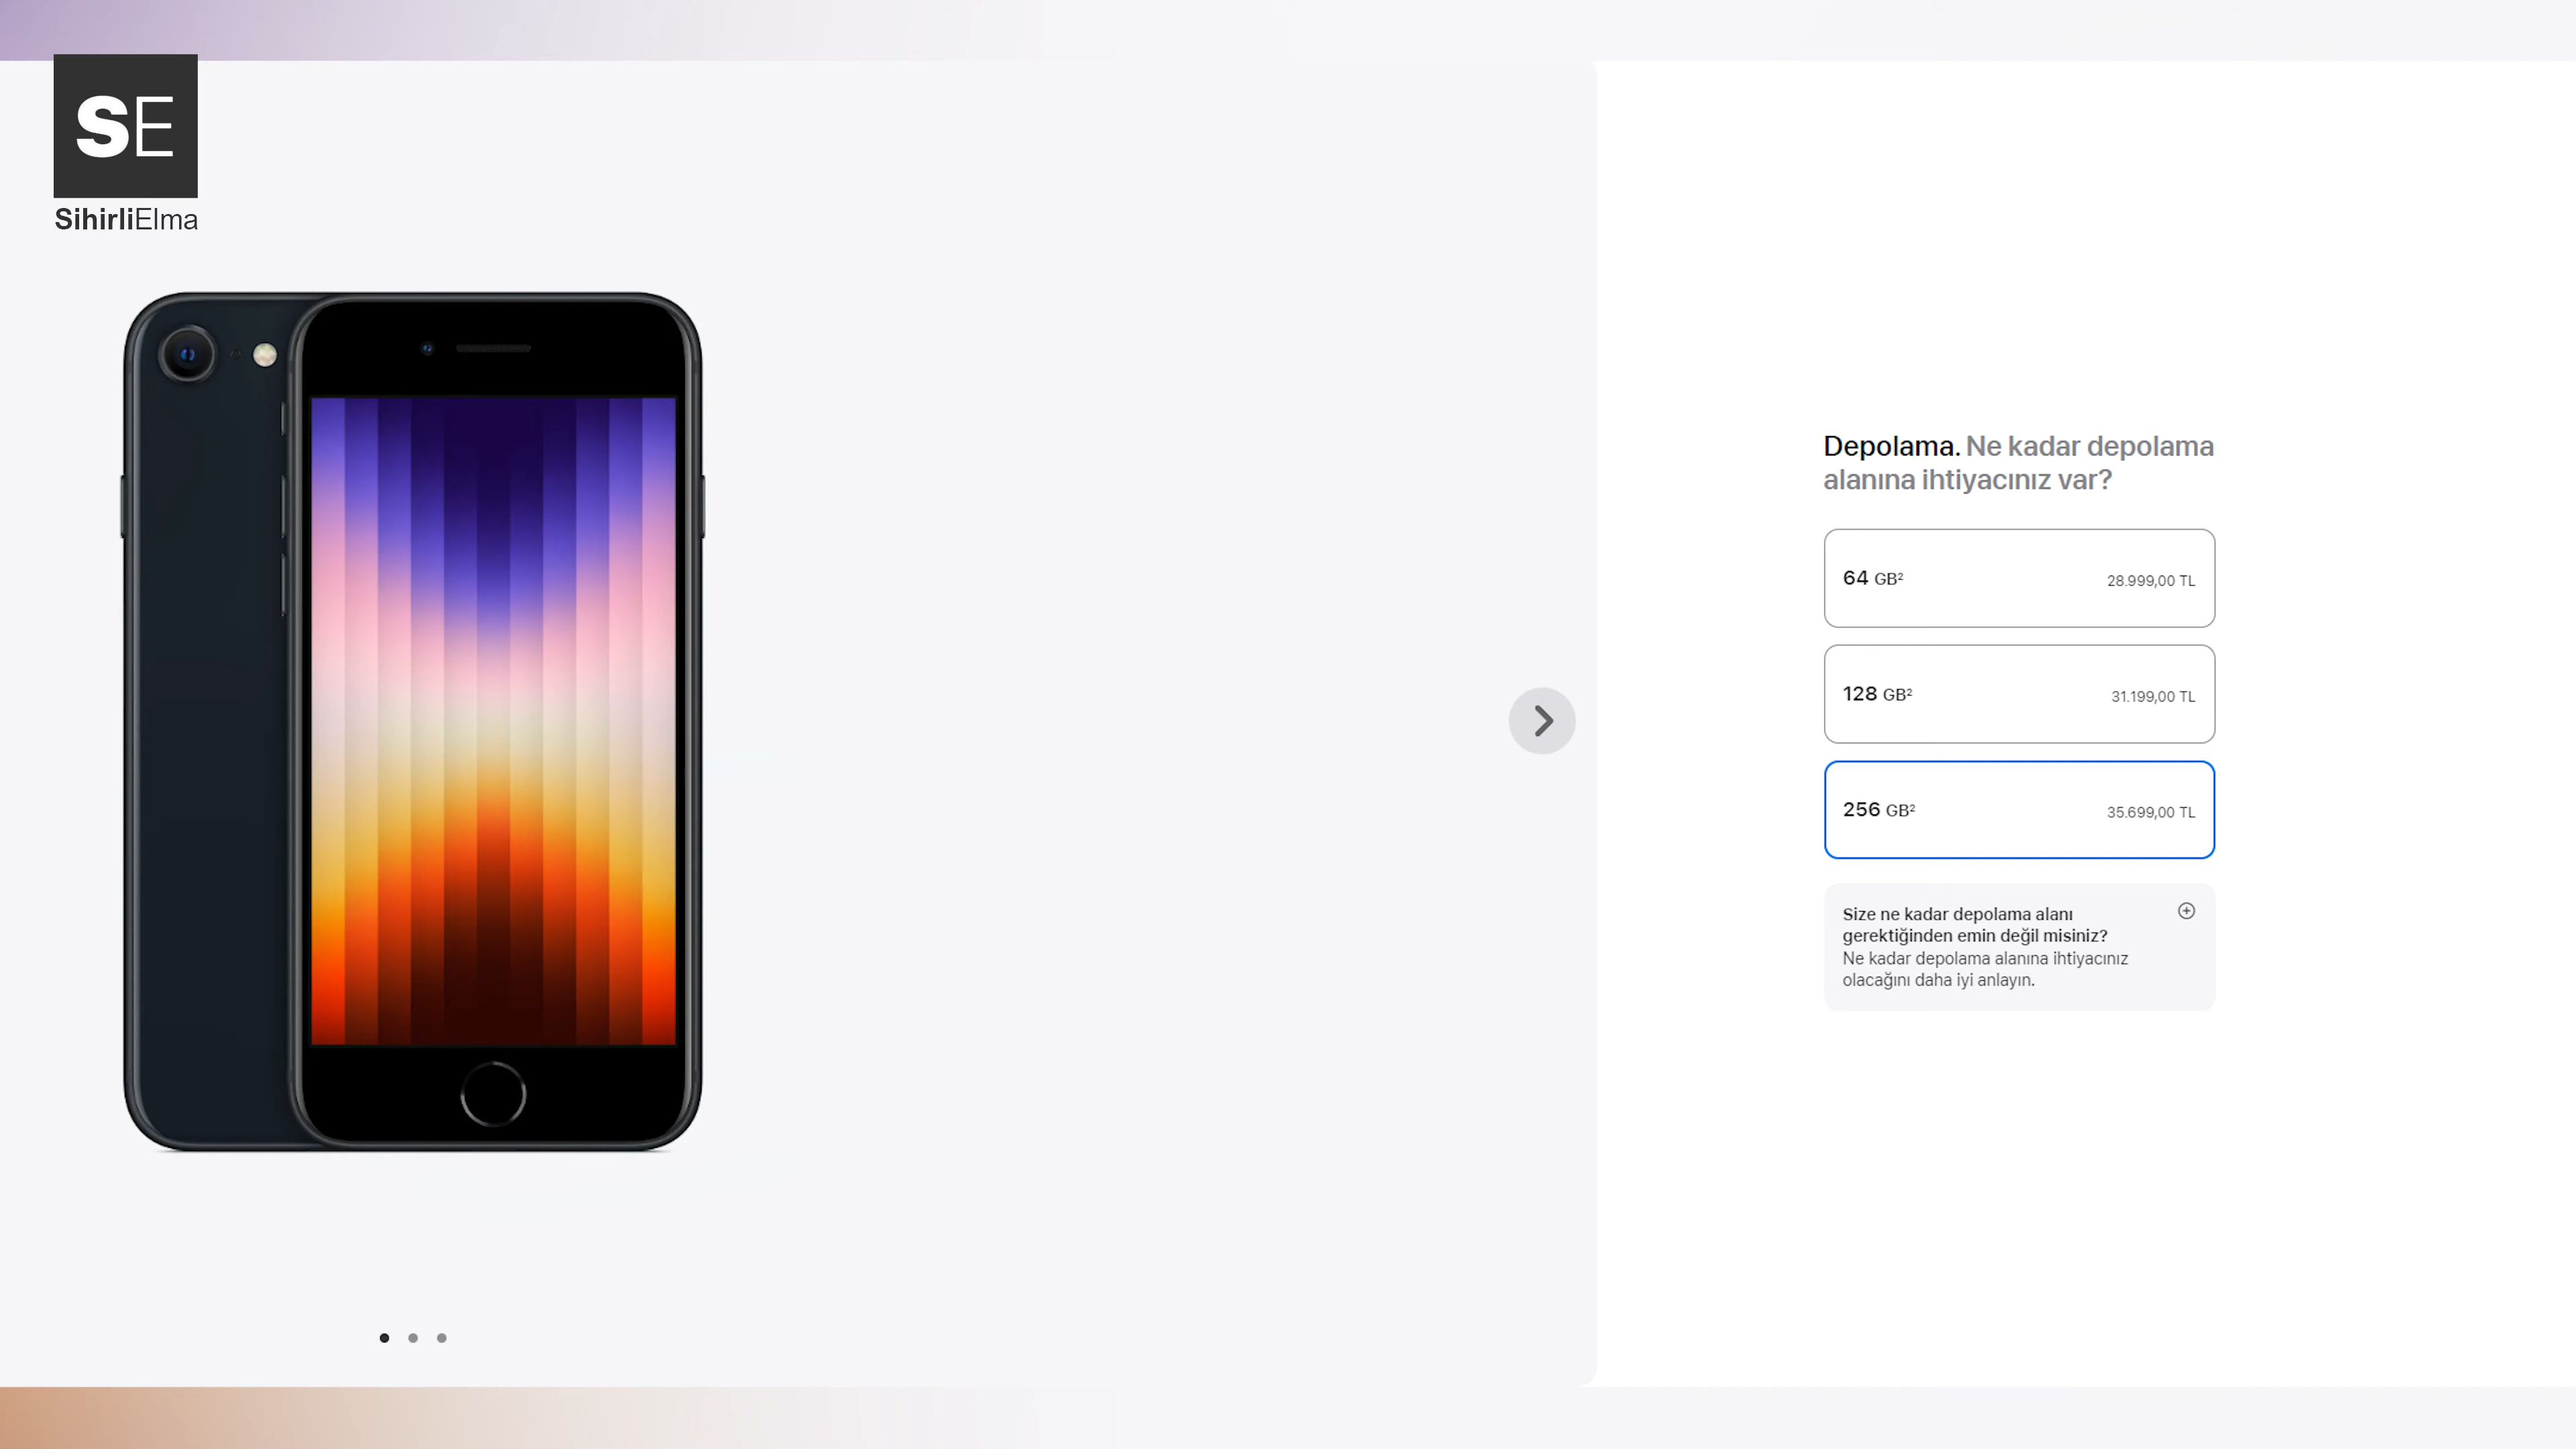 SE
SihirliElma
Depolama. Ne kadar depolama
alanına ihtiyacınız var?
64 GB² 28.999,00 TL
128 GB² 31.199,00 TL
256 GB² 35.699,00 TL
Size ne kadar depolama alanı
gerektiğinden emin değil misiniz?
Ne kadar depolama alanına ihtiyacınız
olacağını daha iyi anlayın.